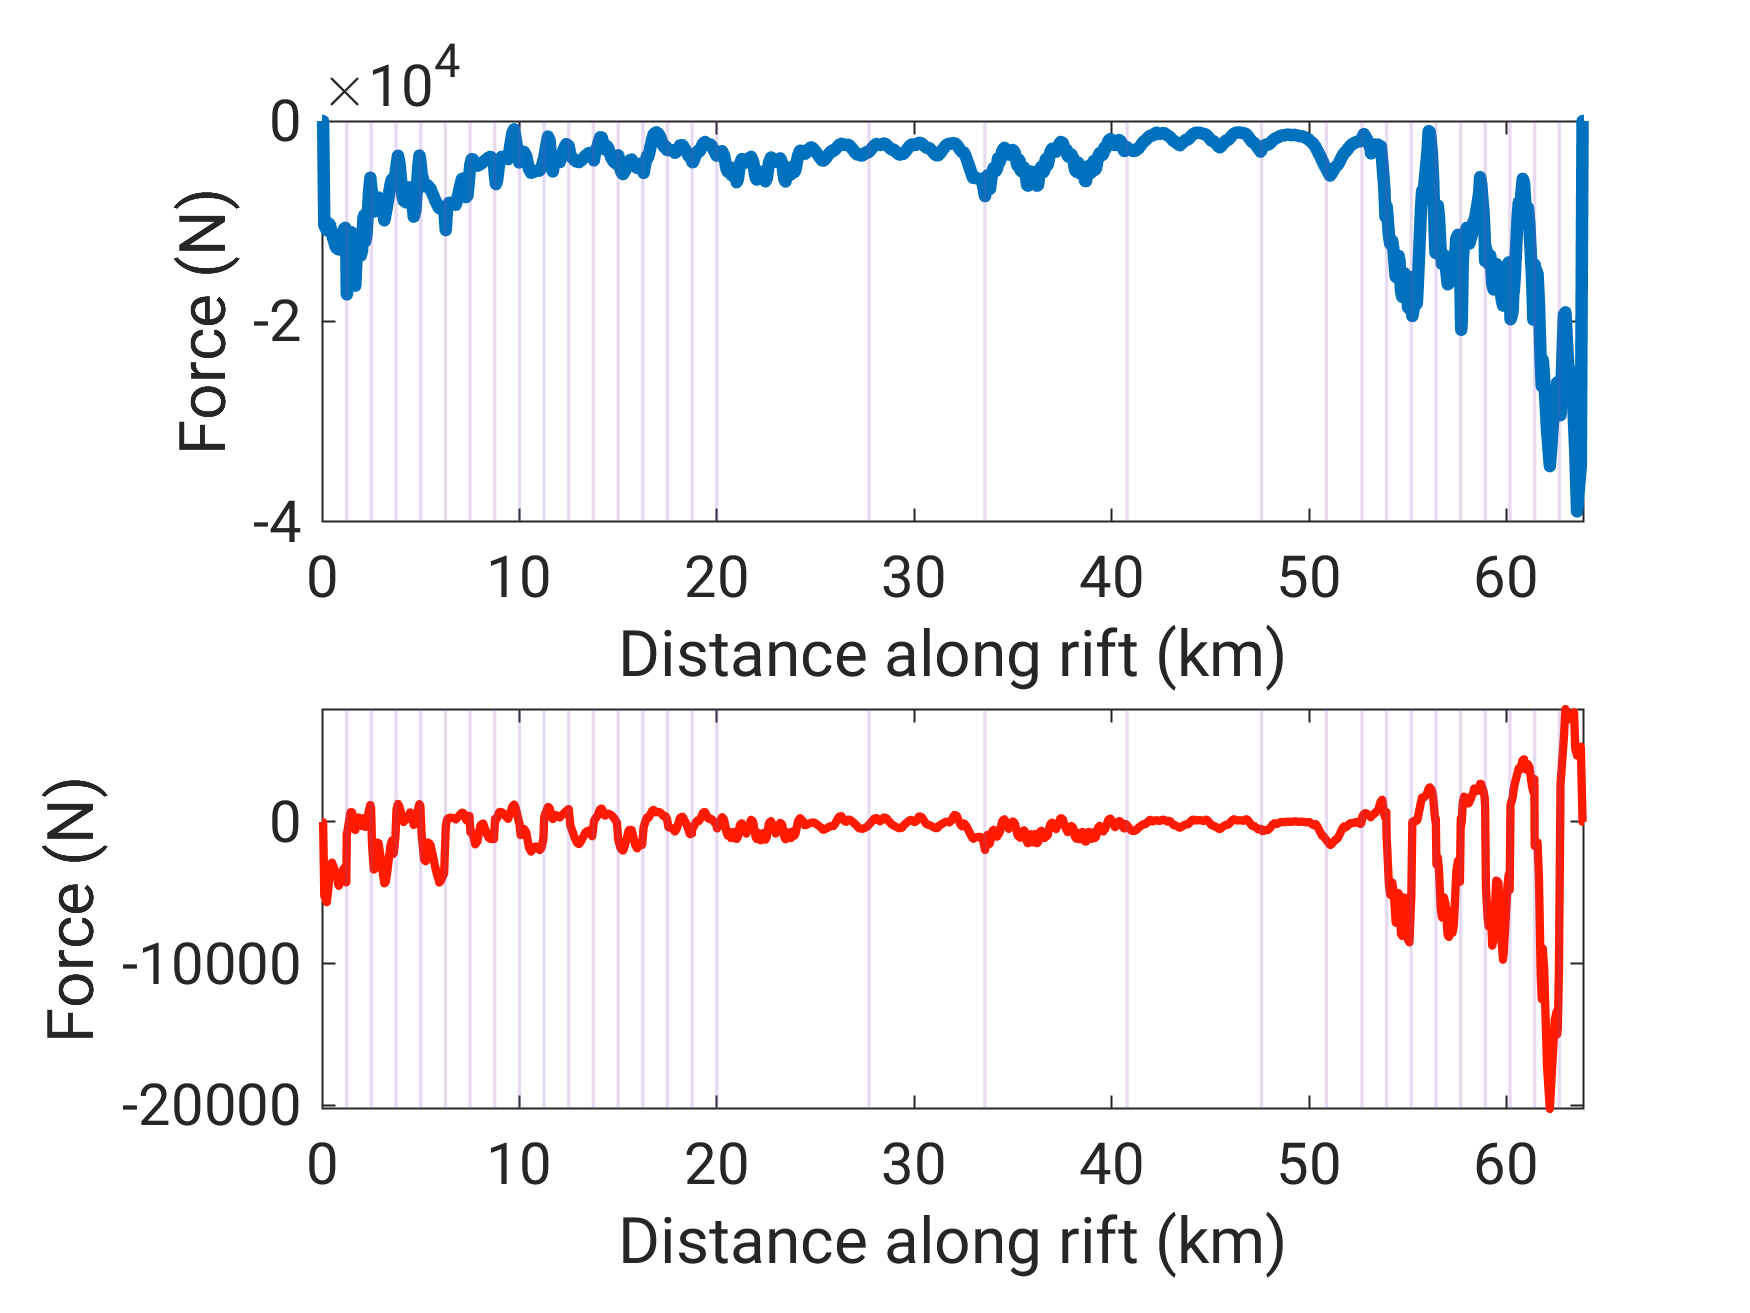 ×10⁴
0
-2
-4
Force (N)
0 10 20 30 40 50 60
Distance along rift (km)
0
-10000
-20000
Force (N)
0 10 20 30 40 50 60
Distance along rift (km)